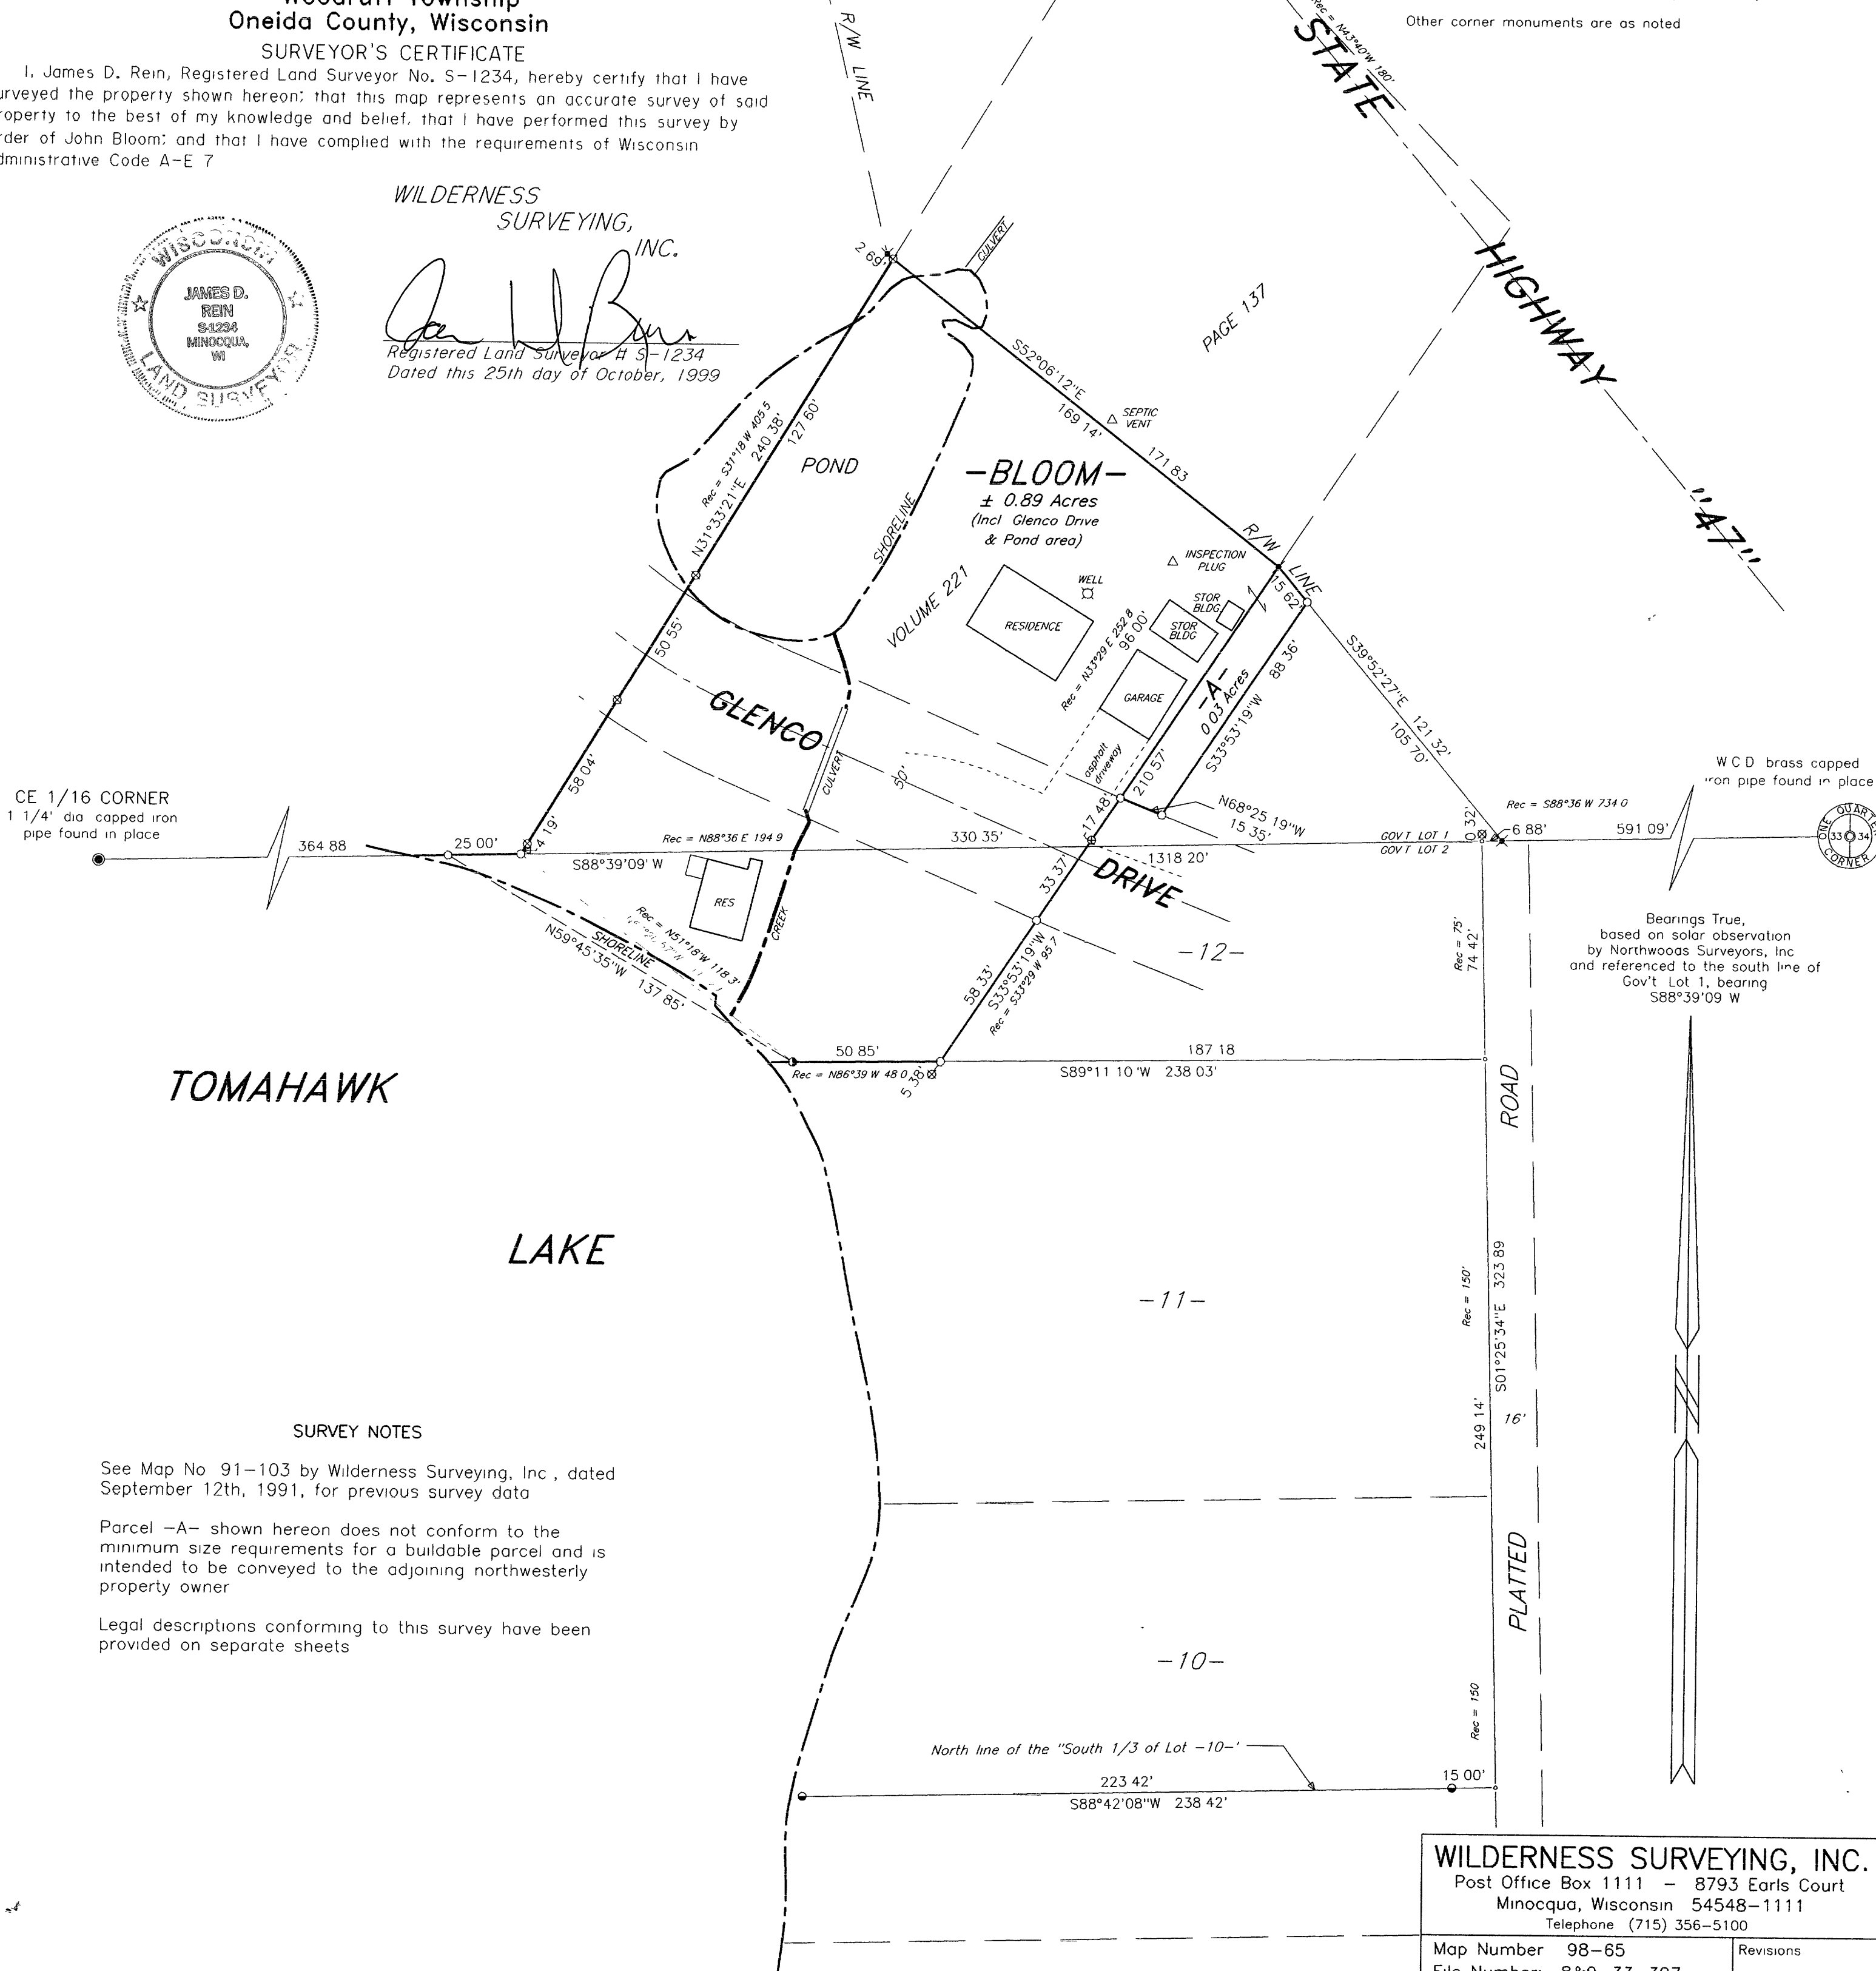 Oneida County, Wisconsin
SURVEYOR'S CERTIFICATE
I, James D. Rein, Registered Land Surveyor No. S-1234, hereby certify that I have
urveyed the property shown hereon; that this map represents an accurate survey of said
roperty to the best of my knowledge and belief, that I have performed this survey by
rder of John Bloom; and that I have complied with the requirements of Wisconsin
dministrative Code A-E 7
WILDERNESS
SURVEYING,
INC.
WISCONSIN
JAMES D.
REIN
S-1234
MINOCQUA,
WI
LAND SURVEYOR
Registered Land Surveyor # S-1234
Dated this 25th day of October, 1999
Other corner monuments are as noted
R/W LINE
Rec = N43°40'W 180'
STATE
HIGHWAY
"47"
2 69'
CULVERT
PAGE 137
S52°06'12"E
169 14'
171 83
SEPTIC
VENT
Rec = S31°18 W 405 5
N31°33'21"E 240 38'
127 60'
POND
SHORELINE
-BLOOM-
± 0.89 Acres
(Incl Glenco Drive
& Pond area)
VOLUME 221
R/W LINE
INSPECTION
PLUG
WELL
RESIDENCE
STOR
BLDG
STOR
BLDG
15 62'
Rec = N33°29 E 252 8
96 00'
GARAGE
-A-
0 03 Acres
88 36'
S33°53'19"W
S39°52'27"E 121 32'
105 70'
50 55'
GLENCO
CULVERT
50'
asphalt
driveway
210 57'
17 48'
N68°25 19"W
15 35'
58 04'
4 19'
CE 1/16 CORNER
1 1/4' dia capped iron
pipe found in place
364 88
25 00'
S88°39'09' W
Rec = N88°36 E 194 9
330 35'
1318 20'
GOV'T LOT 1
GOV'T LOT 2
0 32'
6 88'
Rec = S88°36 W 734 0
591 09'
W C D brass capped
iron pipe found in place
ONE QUARTER
33 34
CORNER
DRIVE
33 37'
RES
CREEK
Rec = N51°18'W 118 3'
SHORELINE
N59°45'35"W
137 85'
-12-
58 33'
S33°53'19"W
Rec = S33°29 W 95 7
Rec = 75'
74 42'
Bearings True,
based on solar observation
by Northwoods Surveyors, Inc
and referenced to the south line of
Gov't Lot 1, bearing
S88°39'09 W
50 85'
Rec = N86°39 W 48 0
5 38'
187 18
S89°11 10 'W 238 03'
TOMAHAWK
LAKE
ROAD
-11-
Rec = 150'
S01°25'34"E 323 89
249 14'
16'
SURVEY NOTES
See Map No 91-103 by Wilderness Surveying, Inc , dated
September 12th, 1991, for previous survey data
Parcel -A- shown hereon does not conform to the
minimum size requirements for a buildable parcel and is
intended to be conveyed to the adjoining northwesterly
property owner
Legal descriptions conforming to this survey have been
provided on separate sheets
PLATTED
-10-
Rec = 150
North line of the "South 1/3 of Lot -10-'
223 42'
15 00'
S88°42'08"W 238 42'
WILDERNESS SURVEYING, INC.
Post Office Box 1111 - 8793 Earls Court
Minocqua, Wisconsin 54548-1111
Telephone (715) 356-5100
Map Number 98-65
Revisions